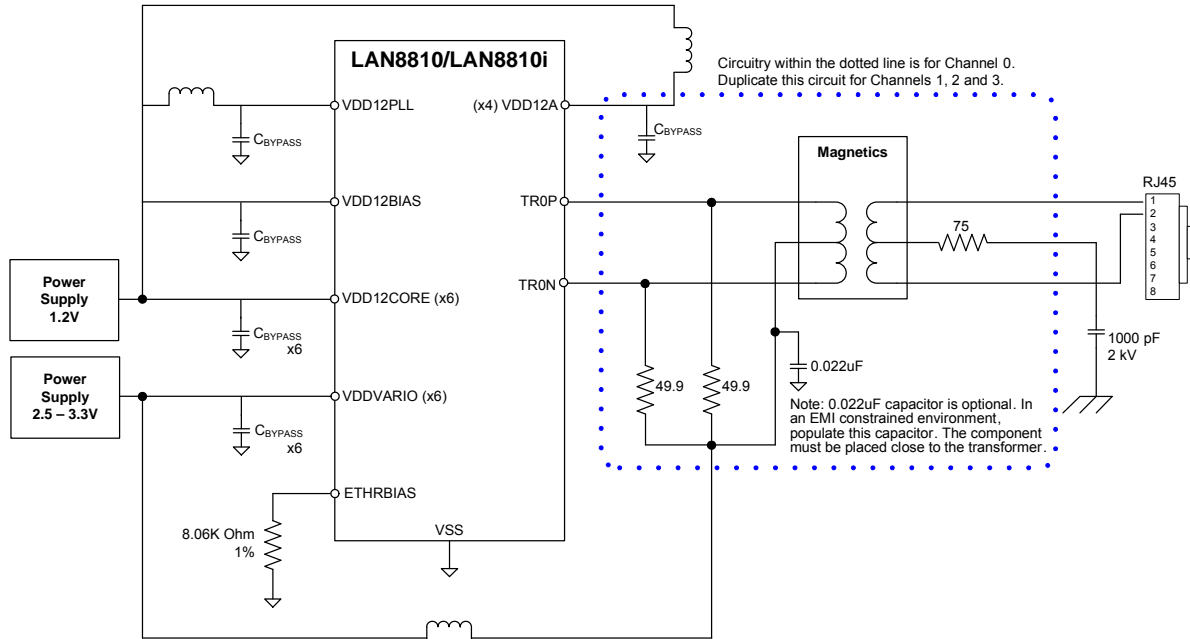 LAN8810/LAN8810i
Circuitry within the dotted line is for Channel 0.
Duplicate this circuit for Channels 1, 2 and 3.
VDD12PLL
(x4) VDD12A
CBYPASS
CBYPASS
Magnetics
RJ45
VDD12BIAS
TR0P
1
2
3
4
5
6
7
8
75
CBYPASS
Power
Supply
1.2V
VDD12CORE (x6)
TR0N
CBYPASS
x6
1000 pF
2 kV
Power
Supply
2.5 – 3.3V
VDDVARIO (x6)
CBYPASS
x6
49.9
49.9
0.022uF
Note: 0.022uF capacitor is optional. In
an EMI constrained environment,
populate this capacitor. The component
must be placed close to the transformer.
ETHRBIAS
8.06K Ohm
1%
VSS